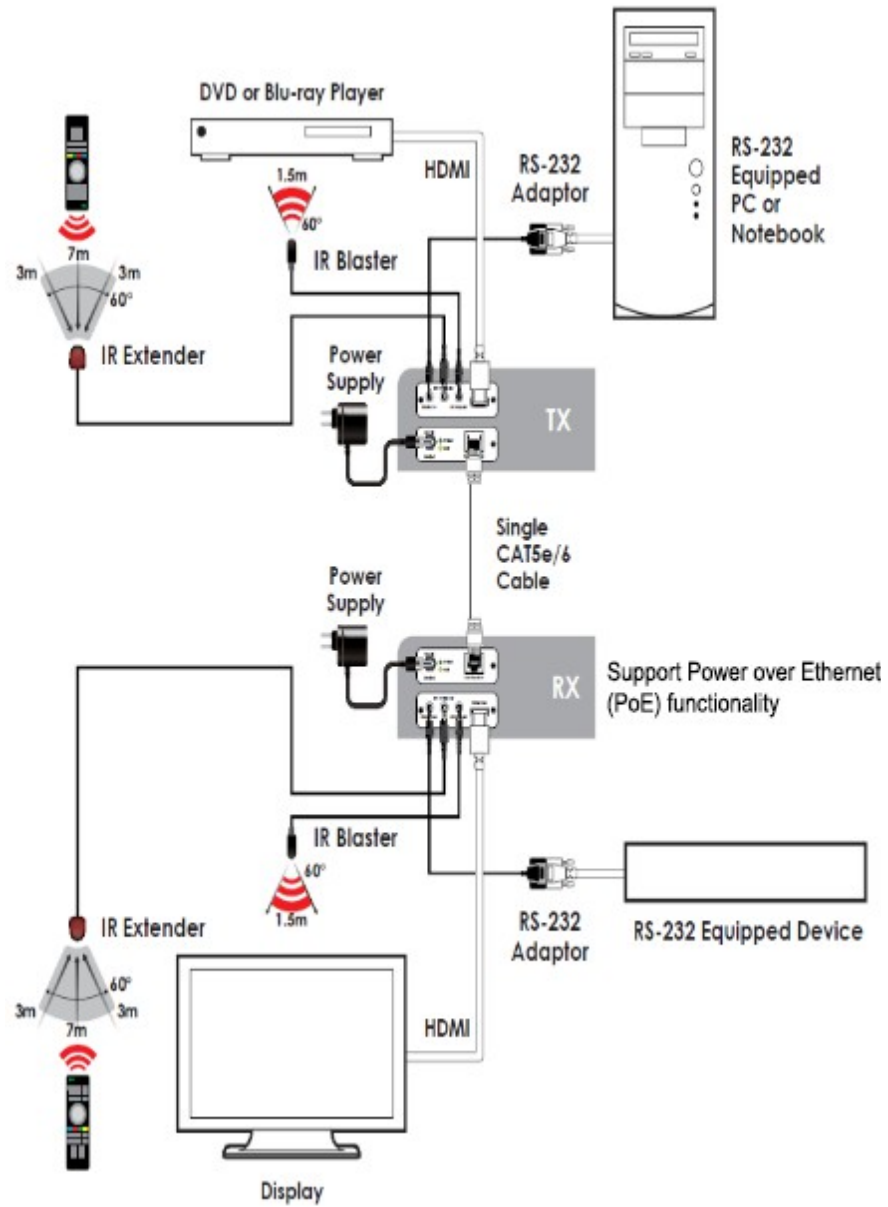 DVD or Blu-ray Player
1.5m
60°
IR Blaster
HDMI
RS-232
Adaptor
RS-232
Equipped
PC or
Notebook
7m
3m
3m
60°
IR Extender
Power
Supply
TX
Single
CAT5e/6
Cable
Power
Supply
RX
Support Power over Ethernet
(PoE) functionality
IR Blaster
60°
1.5m
IR Extender
60°
3m
3m
7m
HDMI
RS-232
Adaptor
RS-232 Equipped Device
Display